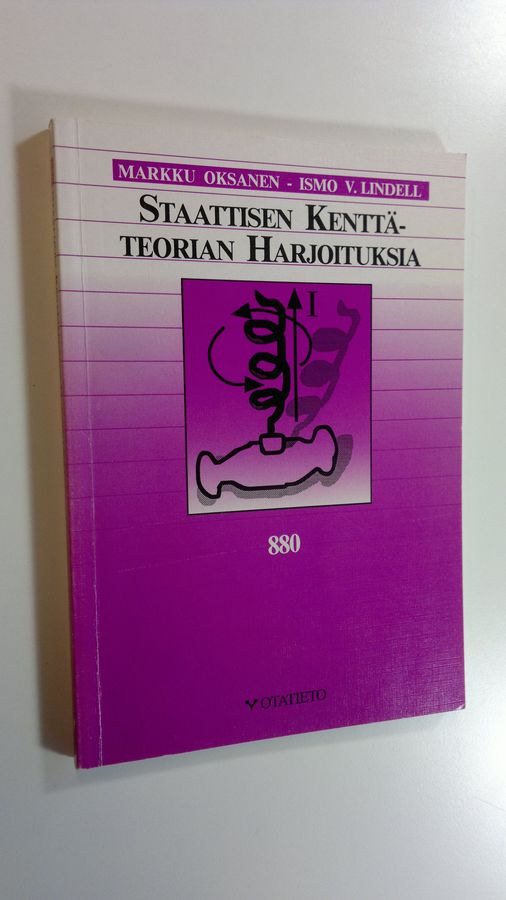 MARKKU OKSANEN - ISMO V. LINDELL
STAATTISEN KENTTÄ-
TEORIAN HARJOITUKSIA
I
880
OTATIETO